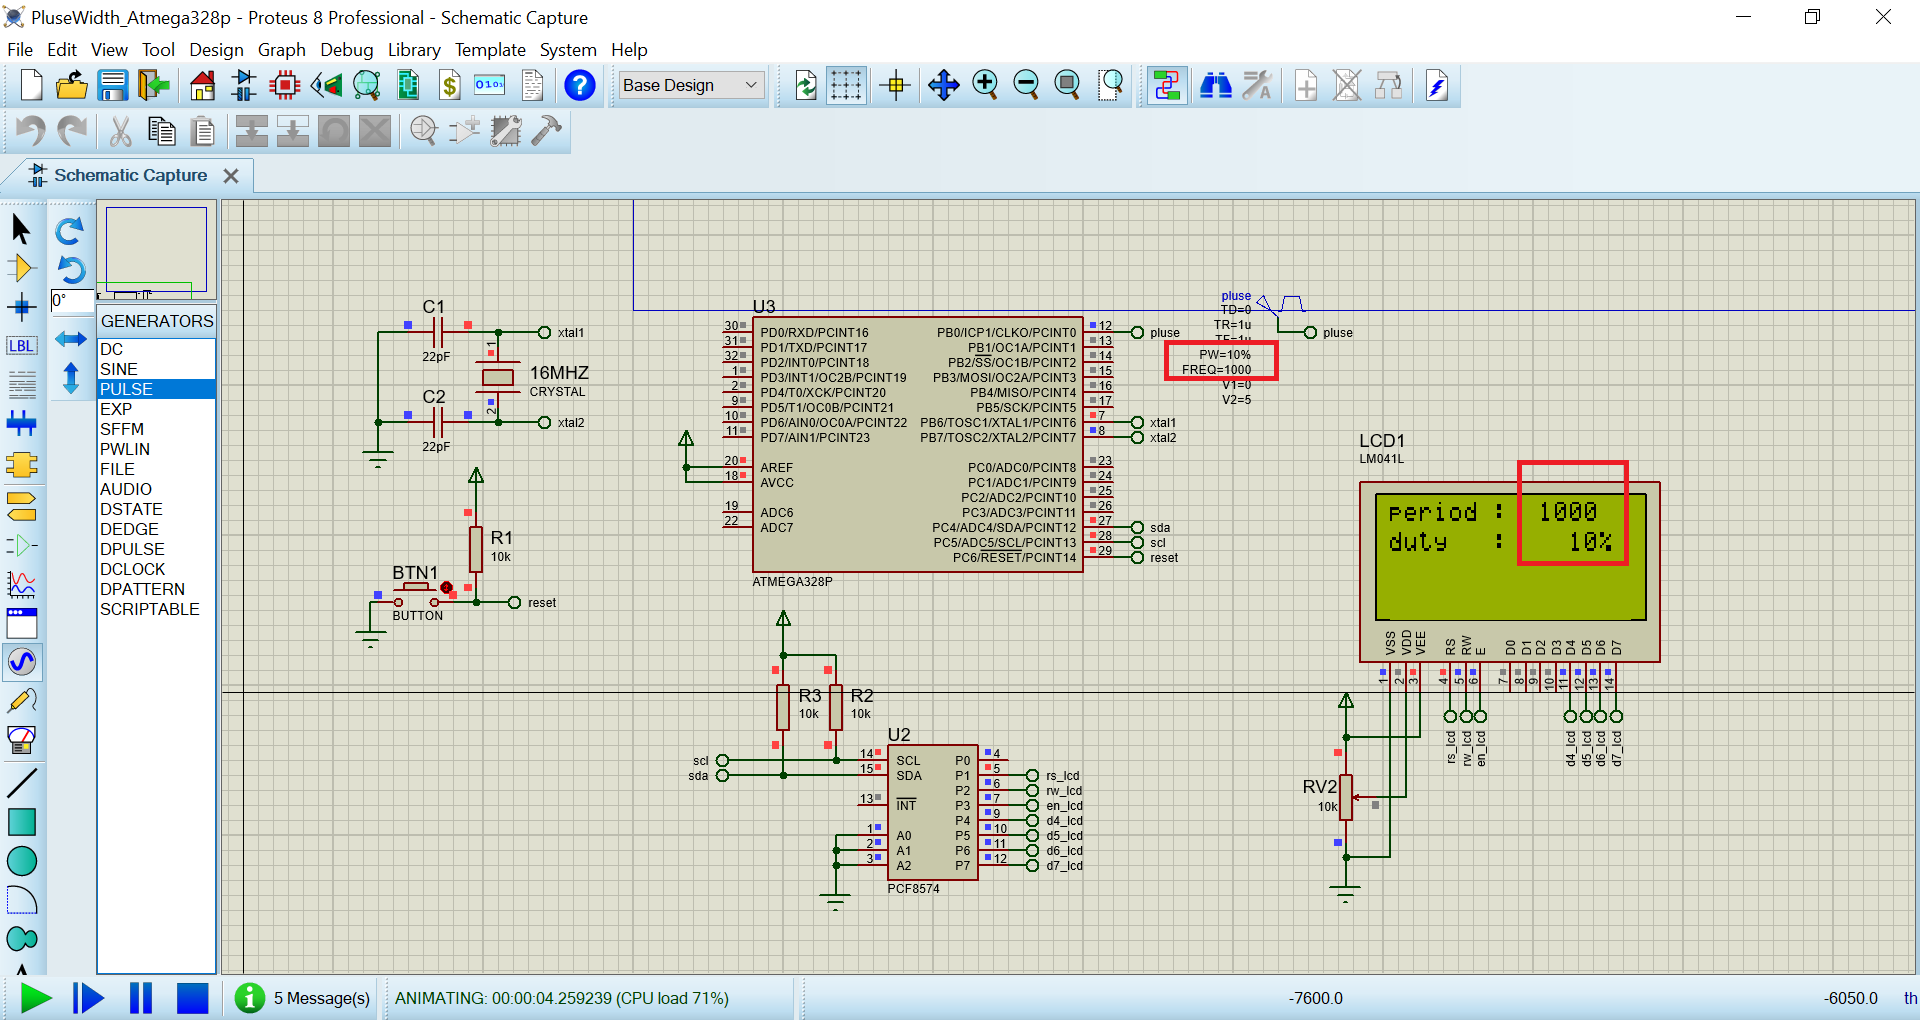 PluseWidth_Atmega328p - Proteus 8 Professional - Schematic Capture
File Edit View Tool Design Graph Debug Library Template System Help
Base Design
Schematic Capture
0°
GENERATORS
DC
SINE
PULSE
EXP
SFFM
PWLIN
FILE
AUDIO
DSTATE
DEDGE
DPULSE
DCLOCK
DPATTERN
SCRIPTABLE
LBL
C1
22pF
xtal1
1
16MHZ
CRYSTAL
2
C2
22pF
xtal2
R1
10k
BTN1
BUTTON
reset
U3
30 PD0/RXD/PCINT16
31 PD1/TXD/PCINT17
32 PD2/INT0/PCINT18
1 PD3/INT1/OC2B/PCINT19
2 PD4/T0/XCK/PCINT20
9 PD5/T1/OC0B/PCINT21
10 PD6/AIN0/OC0A/PCINT22
11 PD7/AIN1/PCINT23
20 AREF
18 AVCC
19 ADC6
22 ADC7
PB0/ICP1/CLKO/PCINT0 12 pluse
PB1/OC1A/PCINT1 13
PB2/SS/OC1B/PCINT2 14
PB3/MOSI/OC2A/PCINT3 15
PB4/MISO/PCINT4 16
PB5/SCK/PCINT5 17
PB6/TOSC1/XTAL1/PCINT6 7 xtal1
PB7/TOSC2/XTAL2/PCINT7 8 xtal2
PC0/ADC0/PCINT8 23
PC1/ADC1/PCINT9 24
PC2/ADC2/PCINT10 25
PC3/ADC3/PCINT11 26
PC4/ADC4/SDA/PCINT12 27 sda
PC5/ADC5/SCL/PCINT13 28 scl
PC6/RESET/PCINT14 29 reset
ATMEGA328P
pluse
TD=0
TR=1u
TF=1u
PW=10%
FREQ=1000
V1=0
V2=5
pluse
LCD1
LM041L
period : 1000
duty : 10%
VSS VDD VEE RS RW E D0 D1 D2 D3 D4 D5 D6 D7
1 2 3 4 5 6 7 8 9 10 11 12 13 14
rs_lcd rw_lcd en_lcd d4_lcd d5_lcd d6_lcd d7_lcd
RV2
10k
R3
10k
R2
10k
U2
scl 14 SCL
sda 15 SDA
13 INT
1 A0
2 A1
3 A2
P0 4
P1 5 rs_lcd
P2 6 rw_lcd
P3 7 en_lcd
P4 9 d4_lcd
P5 10 d5_lcd
P6 11 d6_lcd
P7 12 d7_lcd
PCF8574
5 Message(s)
ANIMATING: 00:00:04.259239 (CPU load 71%)
-7600.0
-6050.0
th